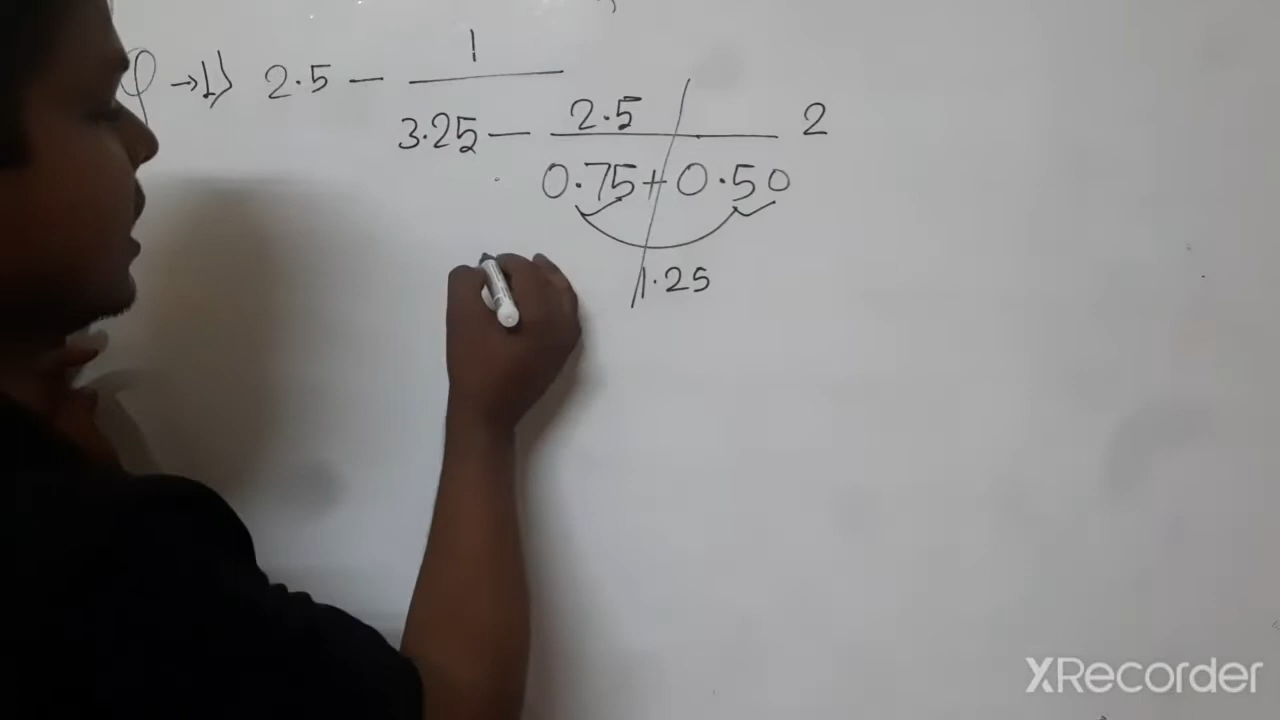 Q → 1) 2.5 – 1
3.25 – 2.5 2
0.75 + 0.50
1.25
XRecorder